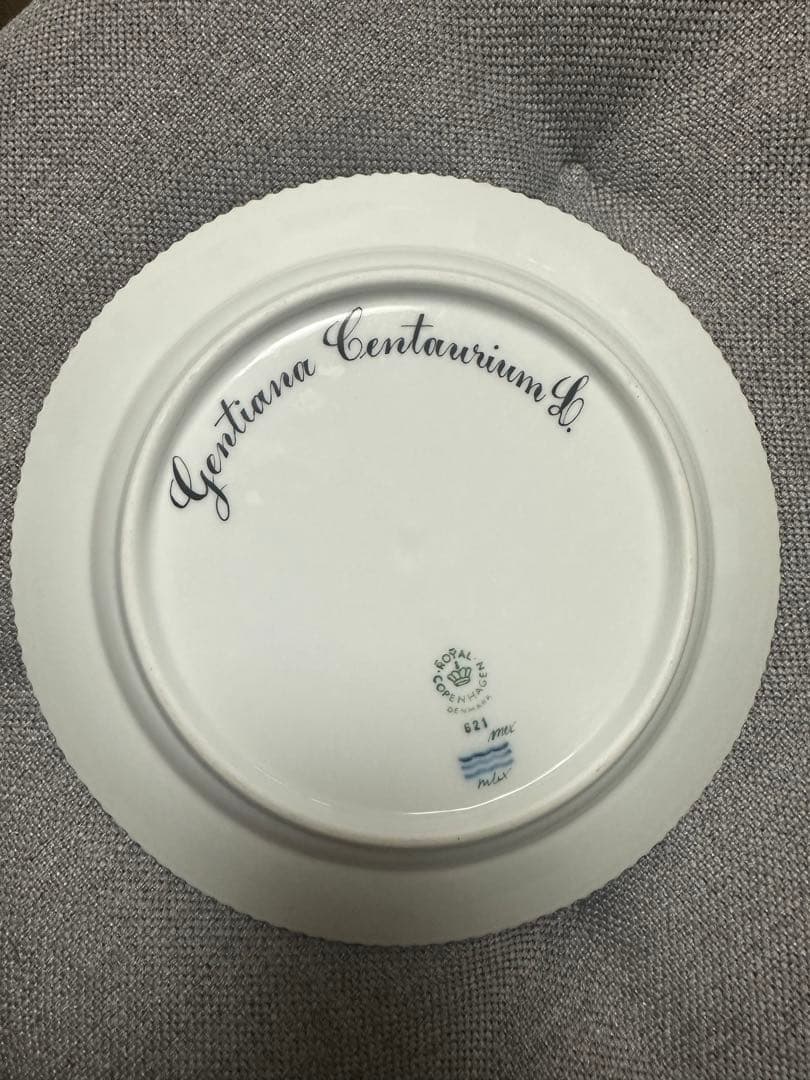 Gentiana Centaurium L.
ROYAL COPENHAGEN
DENMARK
621